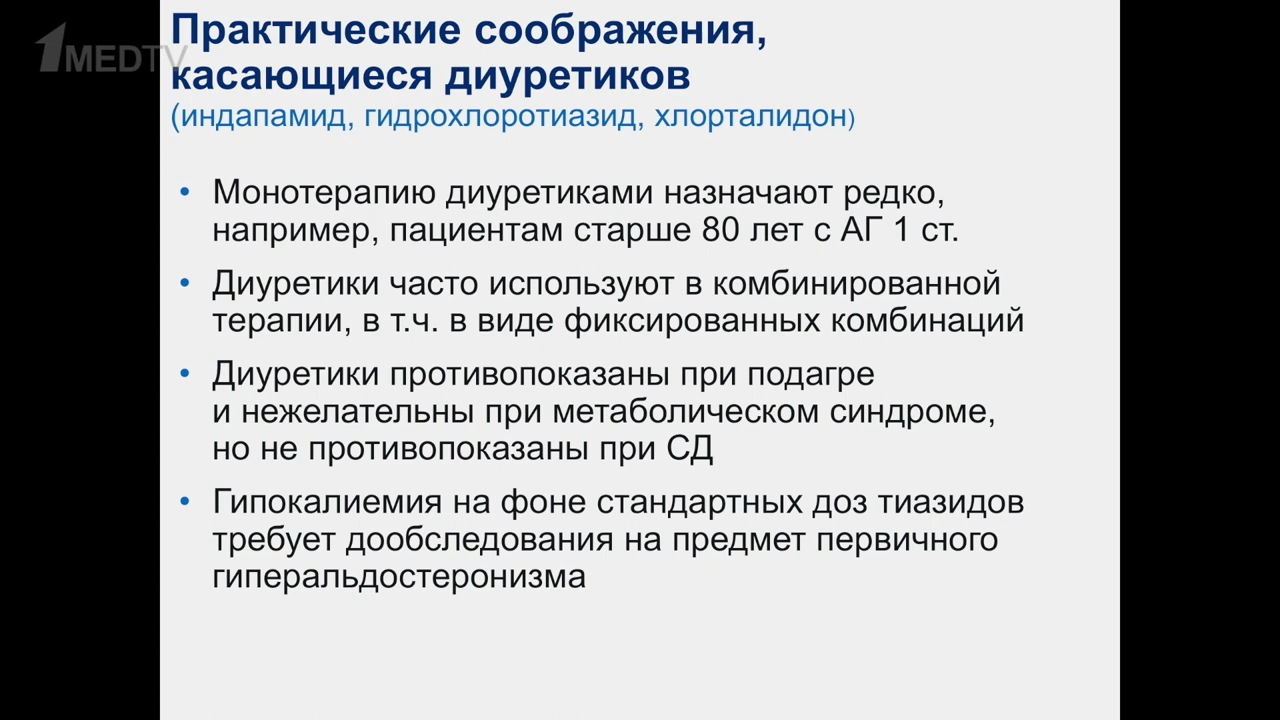 1MEDTV
Практические соображения,
касающиеся диуретиков
(индапамид, гидрохлоротиазид, хлорталидон)
• Монотерапию диуретиками назначают редко,
например, пациентам старше 80 лет с АГ 1 ст.
• Диуретики часто используют в комбинированной
терапии, в т.ч. в виде фиксированных комбинаций
• Диуретики противопоказаны при подагре
и нежелательны при метаболическом синдроме,
но не противопоказаны при СД
• Гипокалиемия на фоне стандартных доз тиазидов
требует дообследования на предмет первичного
гиперальдостеронизма